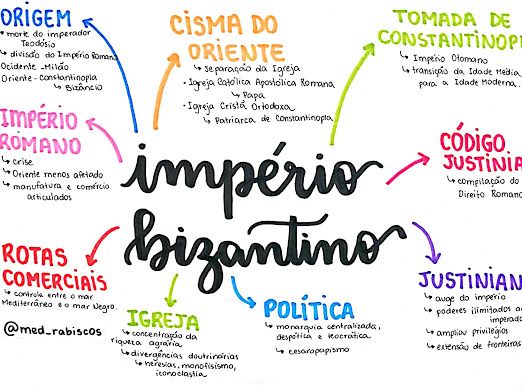 ORIGEM
↳ morte do imperador
Teodósio
↳ divisão do Império Romano
Ocidente - Milão
Oriente - Constantinopla
↳ Bizâncio
CISMA DO
ORIENTE
↳ separação da Igreja
· Igreja Católica Apostólica Romana
↳ Papa
· Igreja Cristã Ortodoxa
↳ Patriarca de Constantinopla
TOMADA DE
CONSTANTINOP
↳ Império Otomano
↳ transição da Idade Média
para a Idade Moderna.
IMPÉRIO
ROMANO
↳ crise
↳ Oriente menos afetado
↳ manufatura e comércio
articulados
império
bizantino
CÓDIGO
JUSTINIA
↳ compilação do
Direito Romano
ROTAS
COMERCIAIS
↳ controle entre o mar
Mediterrâneo e o mar Negro.
@med_rabiscos
IGREJA
↳ concentração da
riqueza agrária
↳ divergências doutrinárias
↳ heresias, monofisismo,
iconoclastia
POLÍTICA
↳ monarquia centralizada,
despótica e teocrática
↳ cesaropapismo
JUSTINIAN
↳ auge do império
↳ poderes ilimitados ao
imperado
↳ ampliou privilégios
↳ extensão de fronteiras